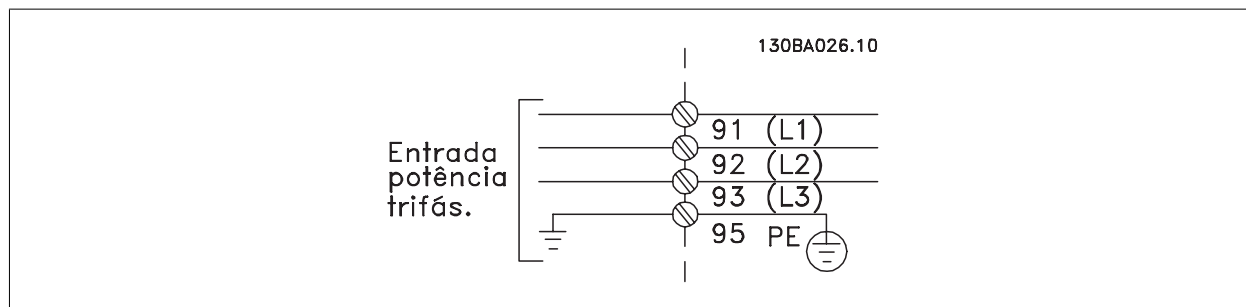 130BA026.10
Entrada
potência
trifás.
91 (L1)
92 (L2)
93 (L3)
95 PE